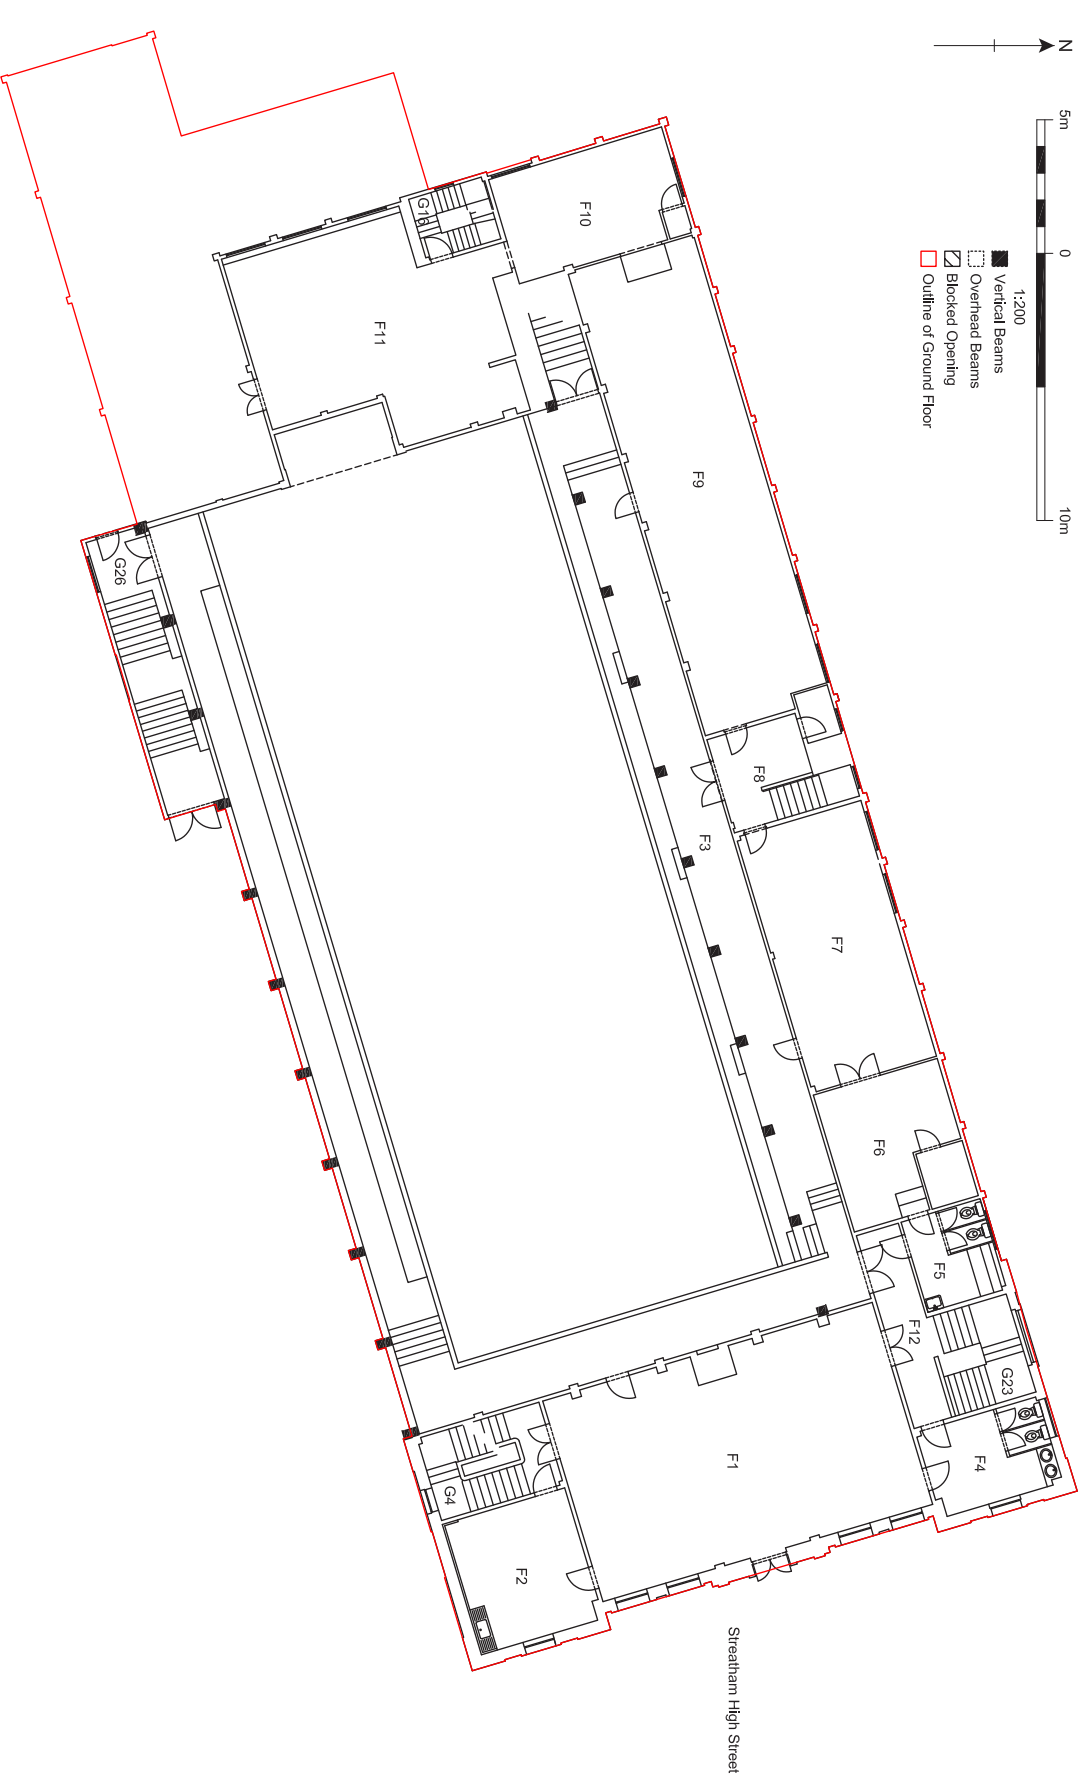 N
5m
0
10m
1:200
Vertical Beams
Overhead Beams
Blocked Opening
Outline of Ground Floor
F10
G16
F11
F9
G26
F8
F3
F7
F6
F5
F12
G23
F4
F1
G4
F2
Streatham High Street